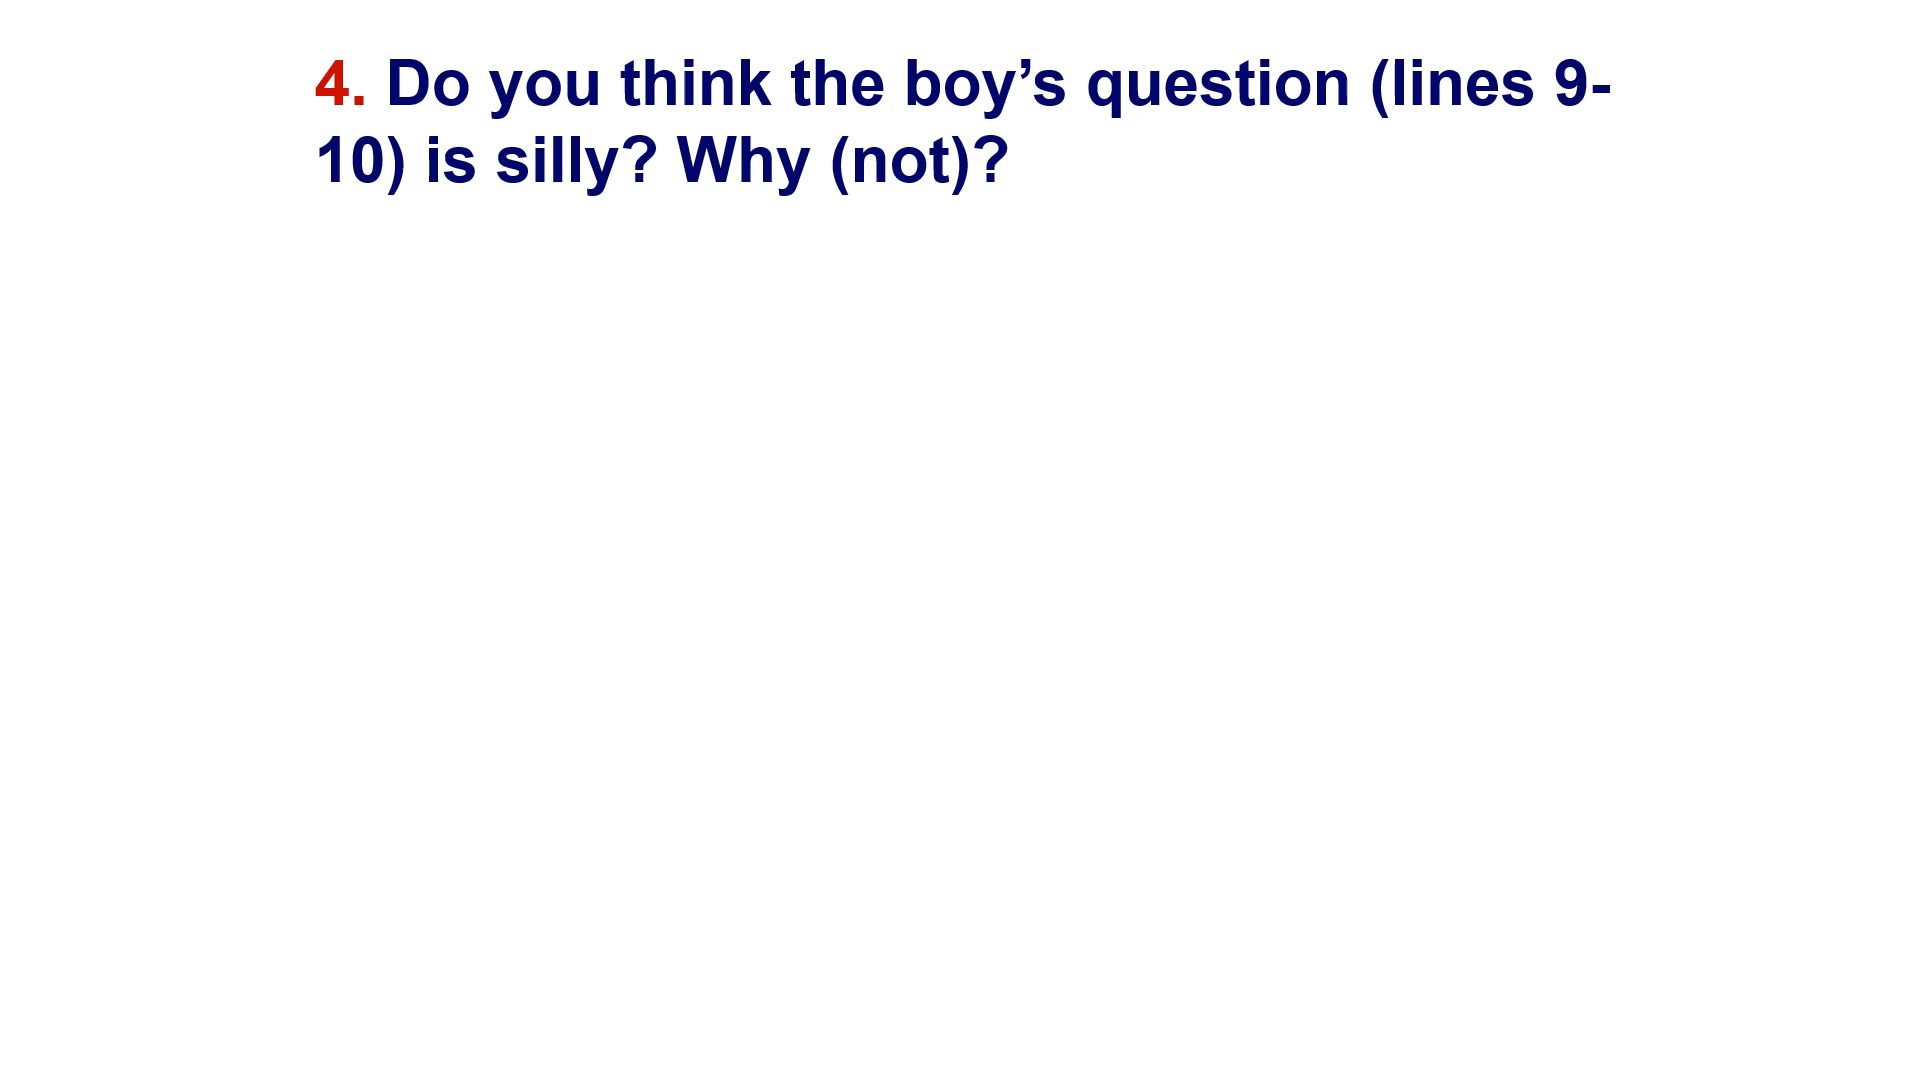 4. Do you think the boy’s question (lines 9-
10) is silly? Why (not)?